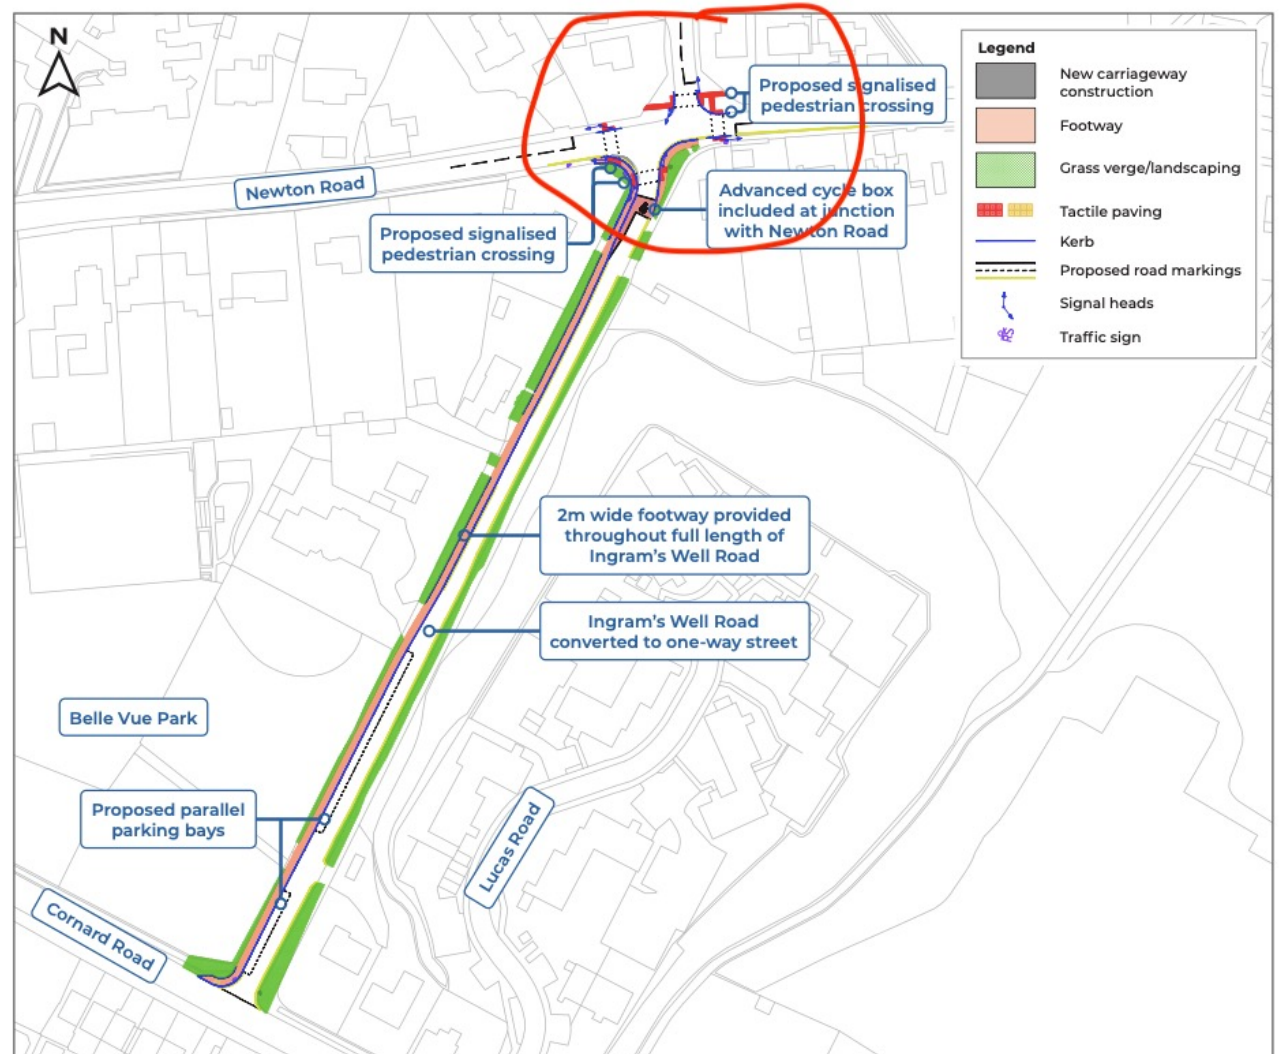 N
Proposed signalised
pedestrian crossing
Legend
New carriageway
construction
Footway
Grass verge/landscaping
Tactile paving
Kerb
Proposed road markings
Signal heads
Traffic sign
Newton Road
Advanced cycle box
included at junction
with Newton Road
Proposed signalised
pedestrian crossing
2m wide footway provided
throughout full length of
Ingram's Well Road
Ingram's Well Road
converted to one-way street
Belle Vue Park
Proposed parallel
parking bays
Lucas Road
Cornard Road